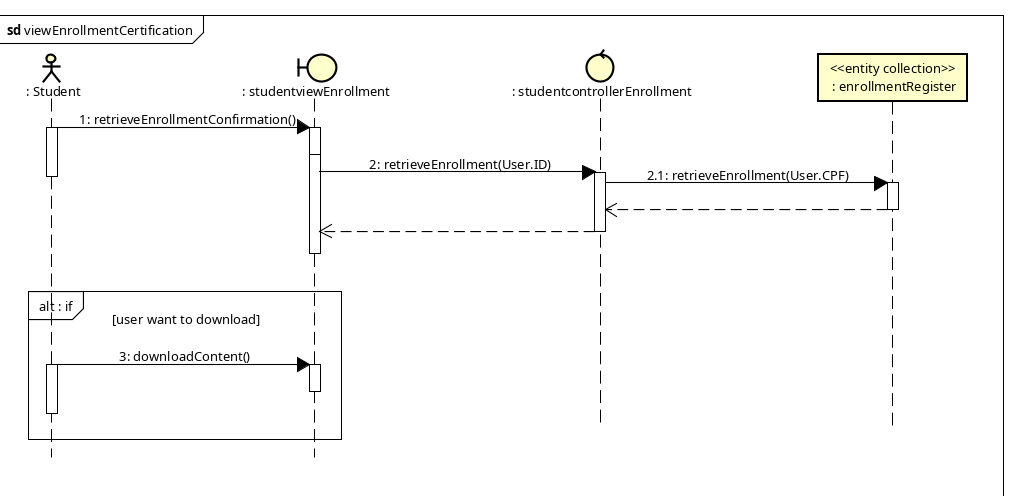 sd viewEnrollmentCertification
: Student
: studentviewEnrollment
: studentcontrollerEnrollment
<<entity collection>>
: enrollmentRegister
1: retrieveEnrollmentConfirmation()
2: retrieveEnrollment(User.ID)
2.1: retrieveEnrollment(User.CPF)
alt : if
[user want to download]
3: downloadContent()